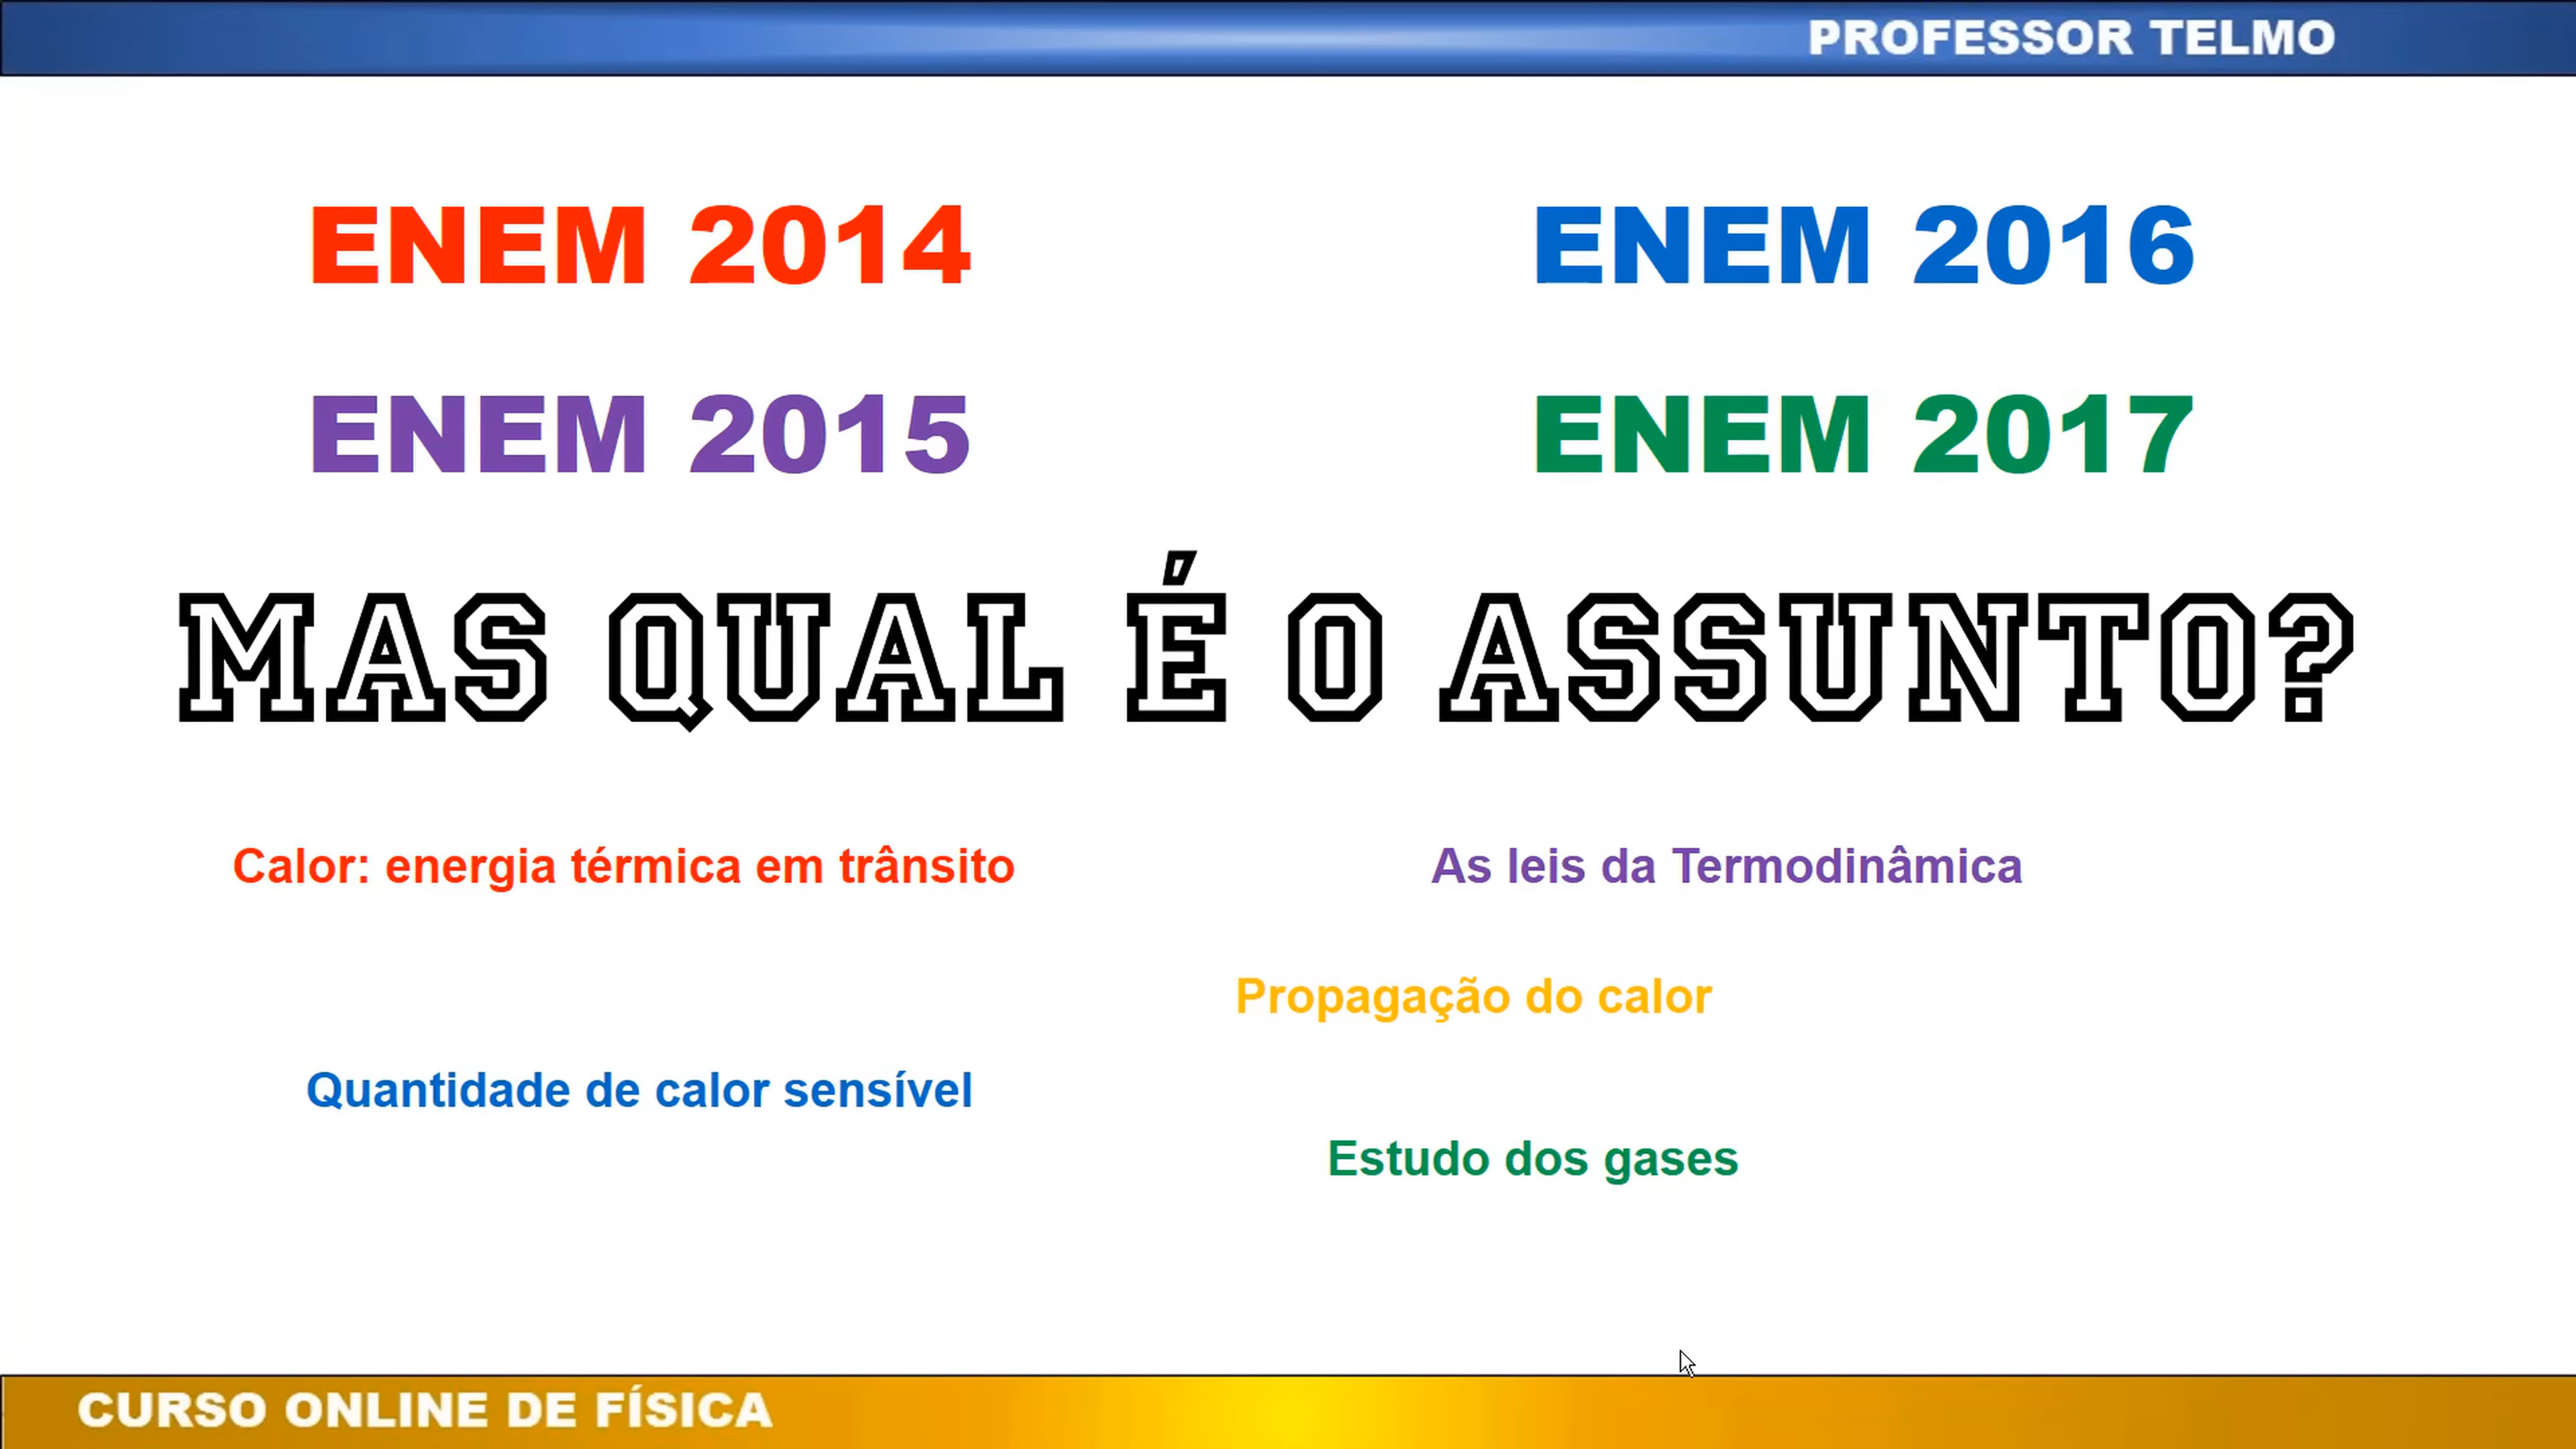 PROFESSOR TELMO
ENEM 2014
ENEM 2016
ENEM 2015
ENEM 2017
MAS QUAL É O ASSUNTO?
Calor: energia térmica em trânsito
As leis da Termodinâmica
Propagação do calor
Quantidade de calor sensível
Estudo dos gases
CURSO ONLINE DE FÍSICA